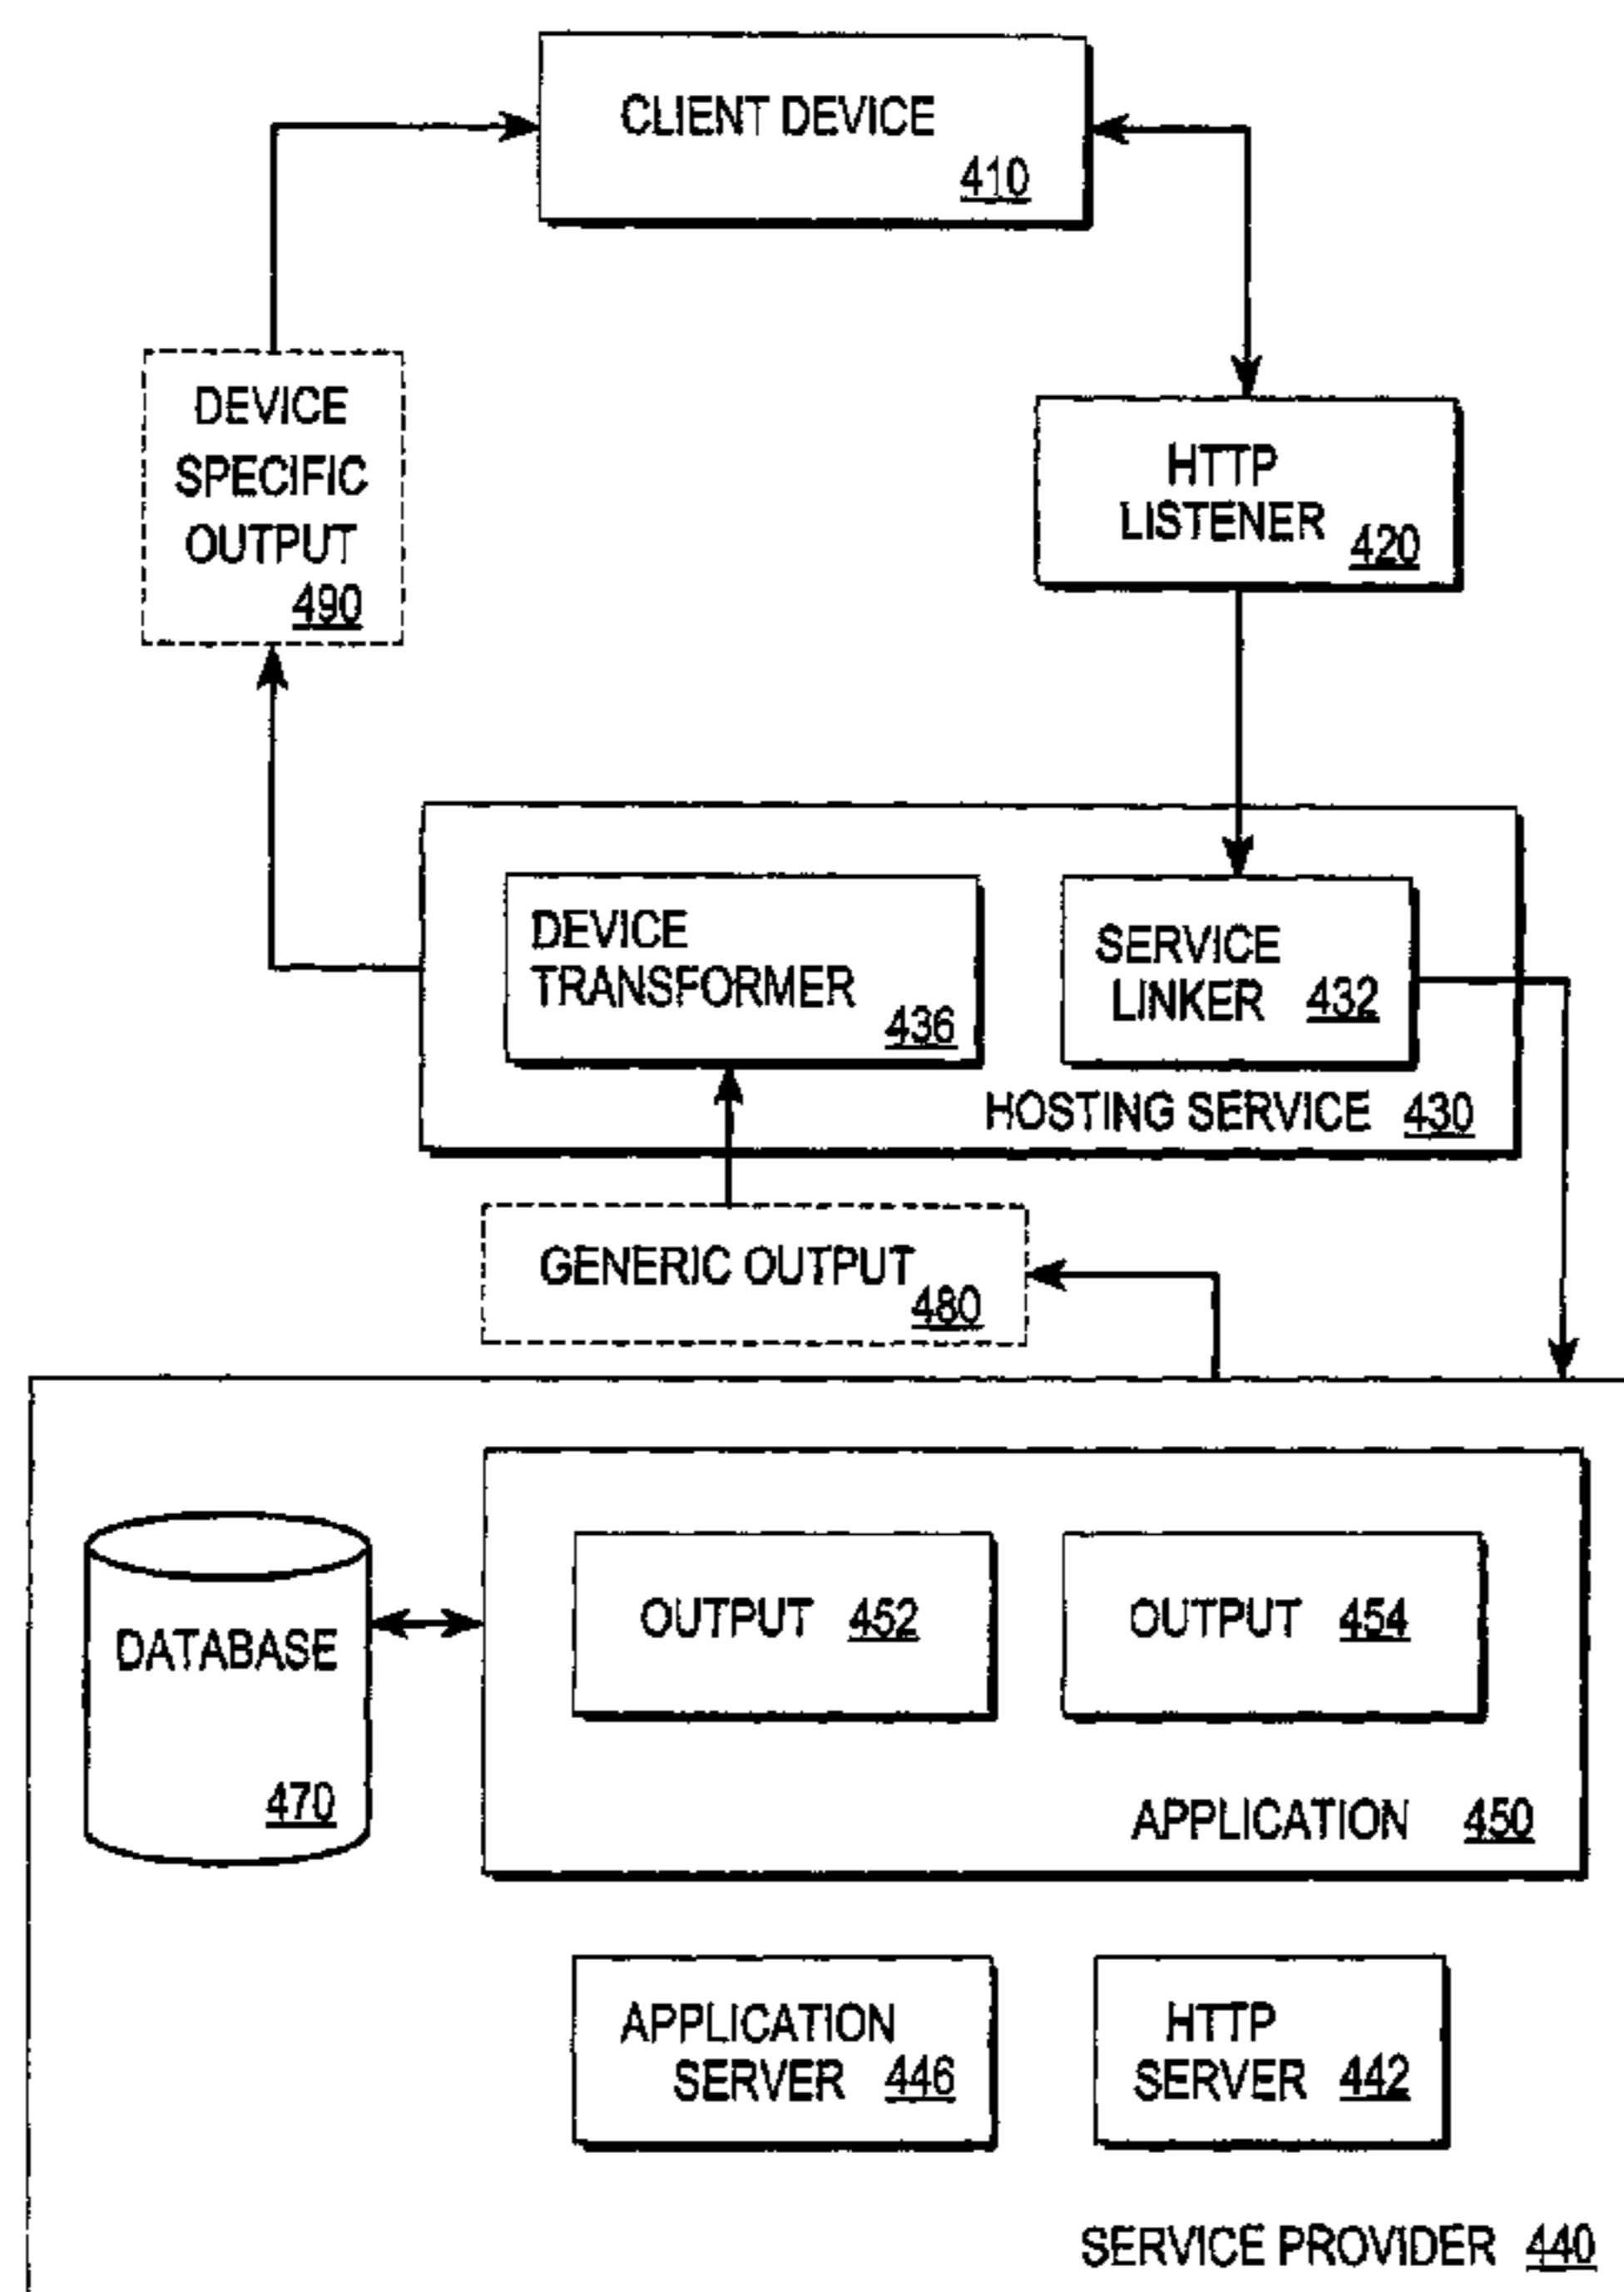 CLIENT DEVICE
410
DEVICE
SPECIFIC
OUTPUT
490
HTTP
LISTENER 420
DEVICE
TRANSFORMER
436
SERVICE
LINKER 432
HOSTING SERVICE 430
GENERIC OUTPUT
480
DATABASE
470
OUTPUT 452
OUTPUT 454
APPLICATION 450
APPLICATION
SERVER 446
HTTP
SERVER 442
SERVICE PROVIDER 440